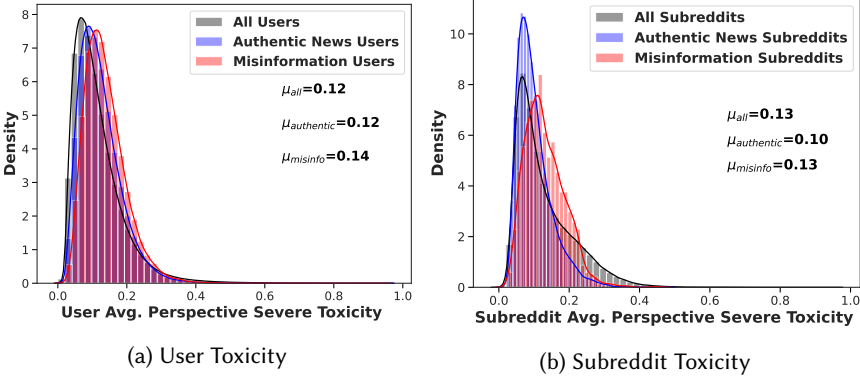 All Users
Authentic News Users
Misinformation Users
μall=0.12
μauthentic=0.12
μmisinfo=0.14
Density
8
7
6
5
4
3
2
1
0
0.0 0.2 0.4 0.6 0.8 1.0
User Avg. Perspective Severe Toxicity
(a) User Toxicity
All Subreddits
Authentic News Subreddits
Misinformation Subreddits
μall=0.13
μauthentic=0.10
μmisinfo=0.13
Density
10
8
6
4
2
0
0.0 0.2 0.4 0.6 0.8 1.0
Subreddit Avg. Perspective Severe Toxicity
(b) Subreddit Toxicity